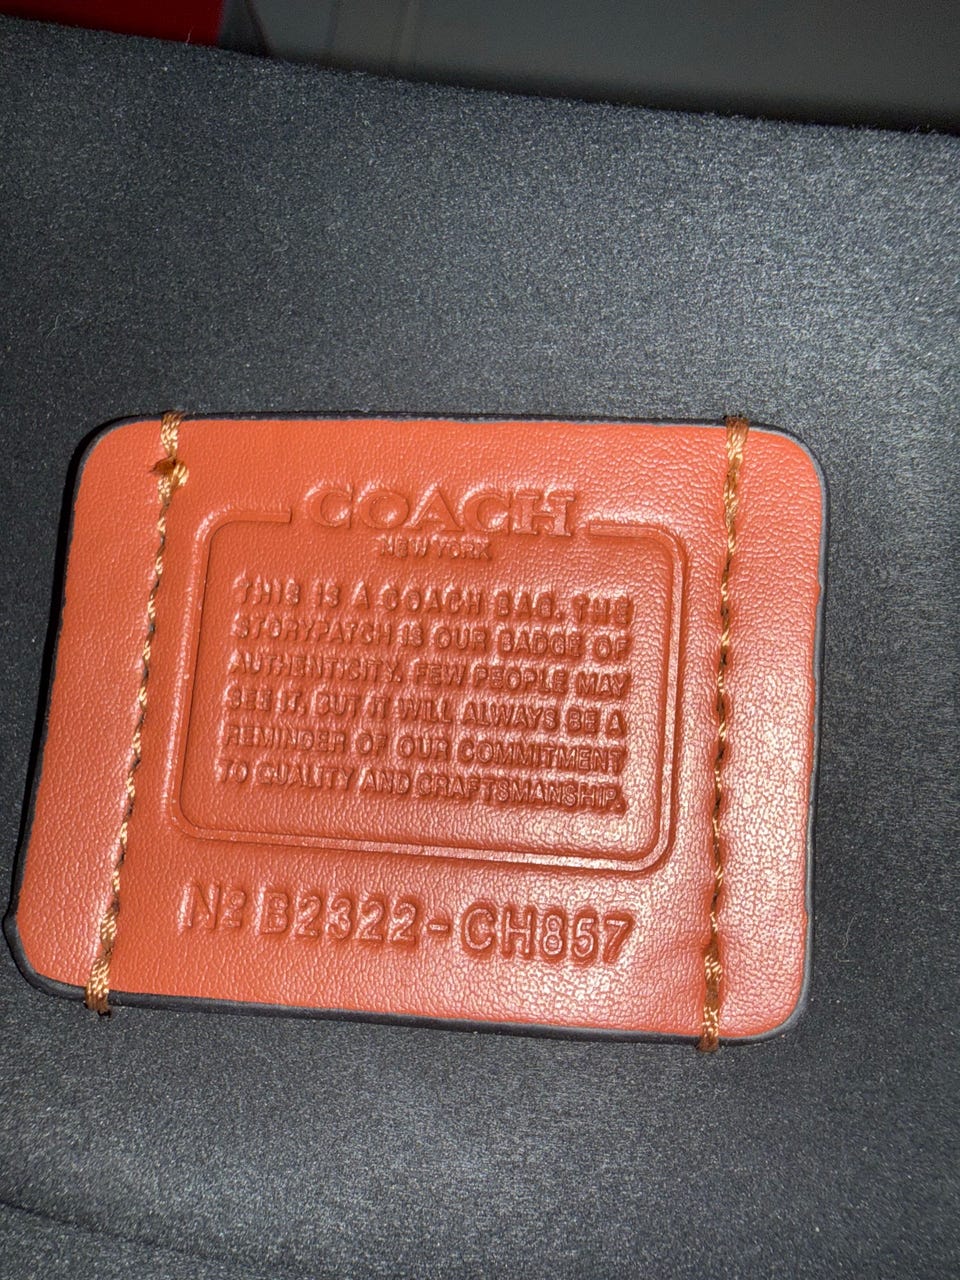 COACH
NEW YORK
THIS IS A COACH BAG. THE
STORYPATCH IS OUR BADGE OF
AUTHENTICITY. FEW PEOPLE MAY
SEE IT, BUT IT WILL ALWAYS BE A
REMINDER OF OUR COMMITMENT
TO QUALITY AND CRAFTSMANSHIP.
Nº B2322-CH857